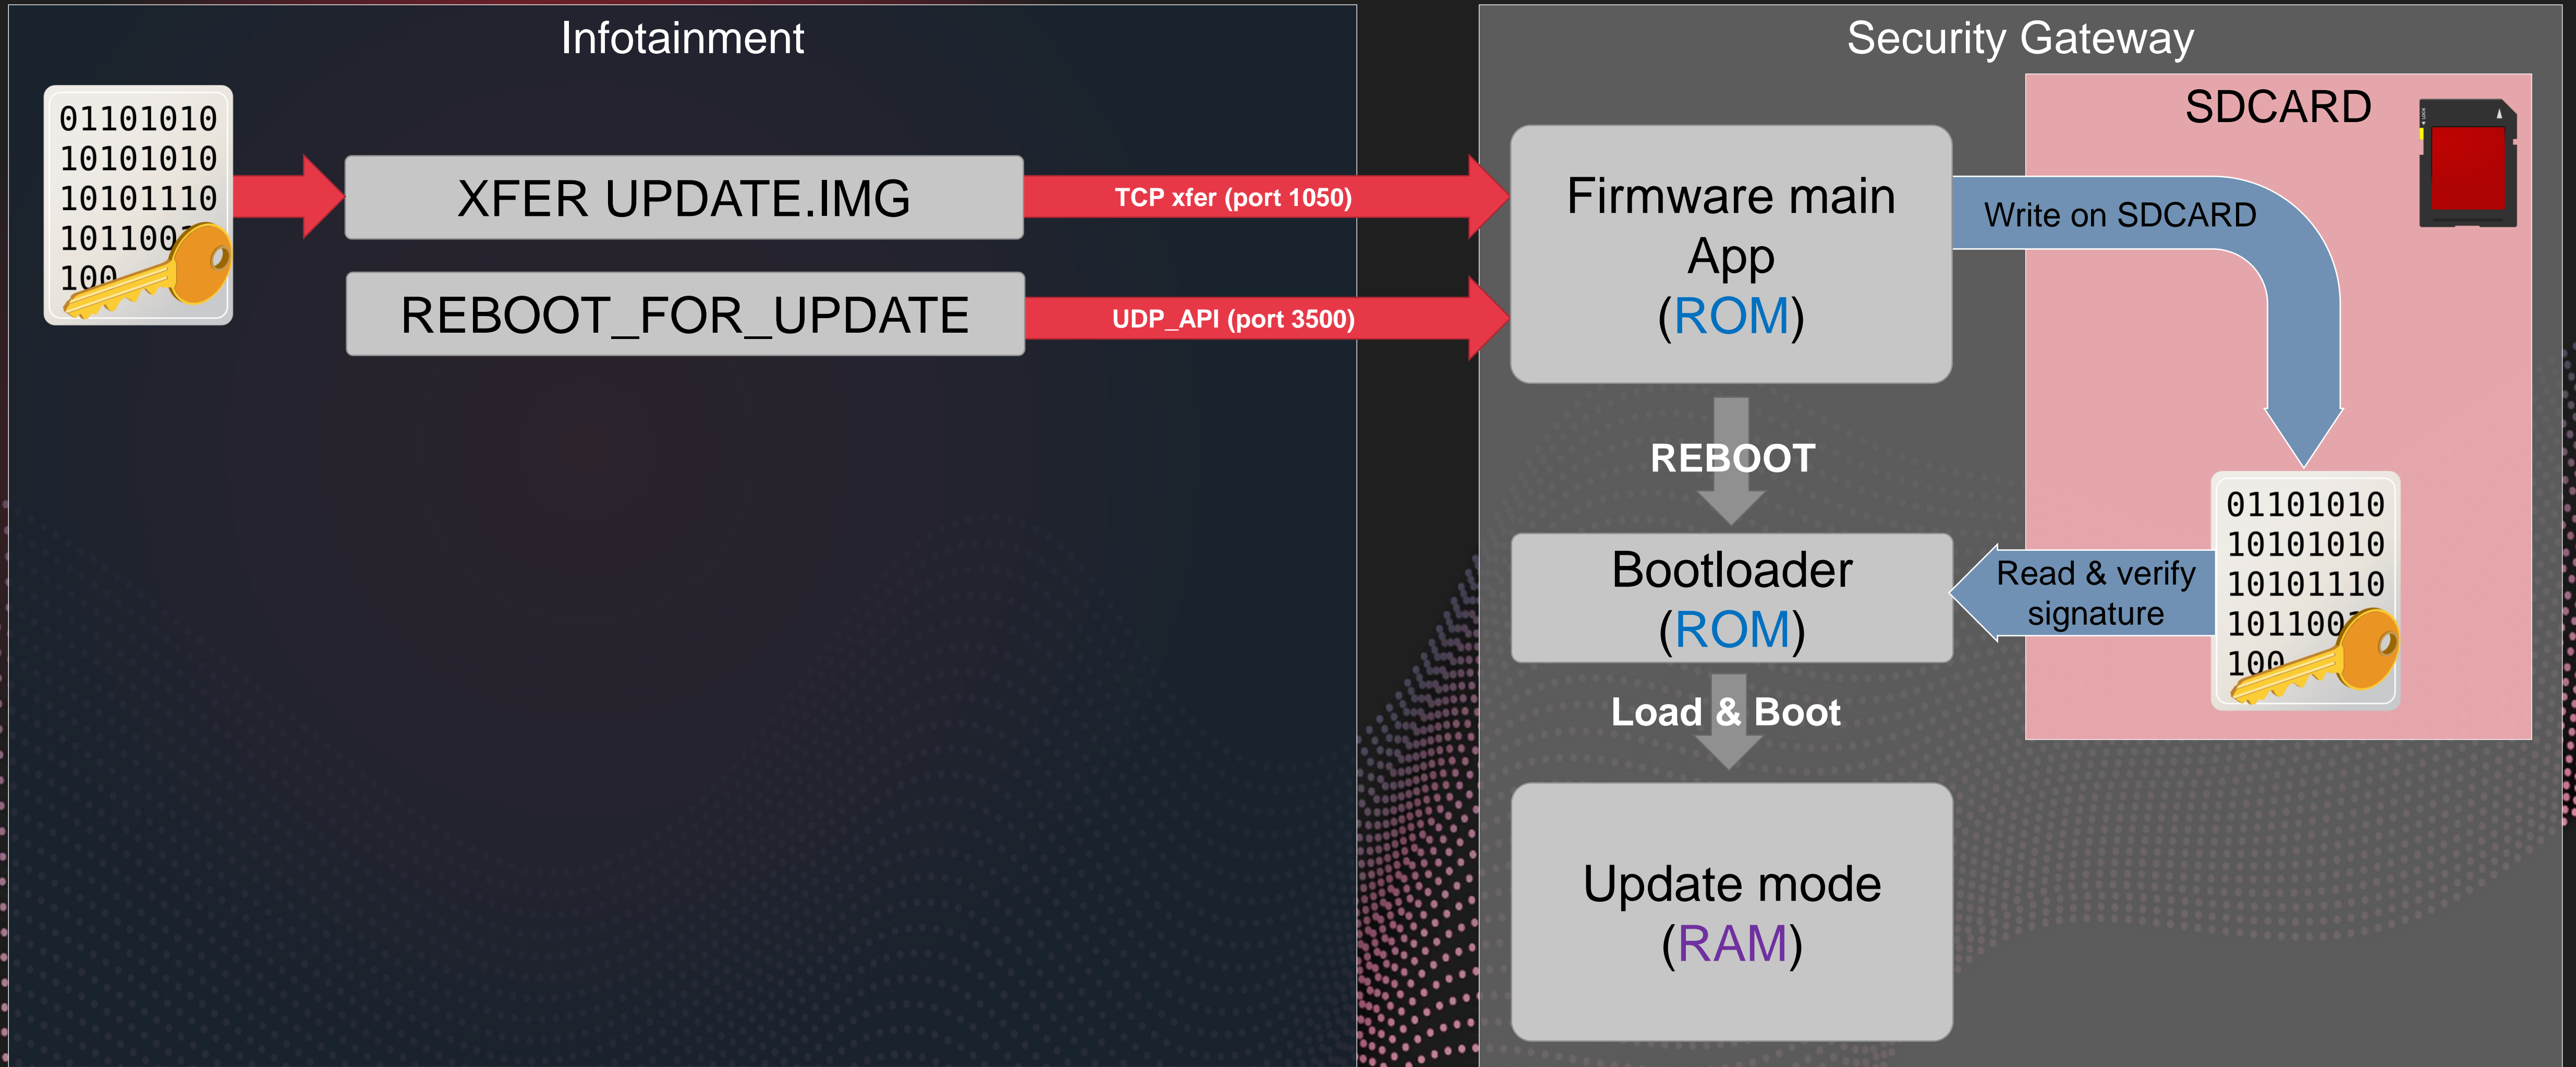 Infotainment
Security Gateway
SDCARD
01101010
10101010
10101110
101100
100
XFER UPDATE.IMG
TCP xfer (port 1050)
REBOOT_FOR_UPDATE
UDP_API (port 3500)
Firmware main
App
(ROM)
Write on SDCARD
REBOOT
Bootloader
(ROM)
Read & verify
signature
01101010
10101010
10101110
101100
100
Load & Boot
Update mode
(RAM)